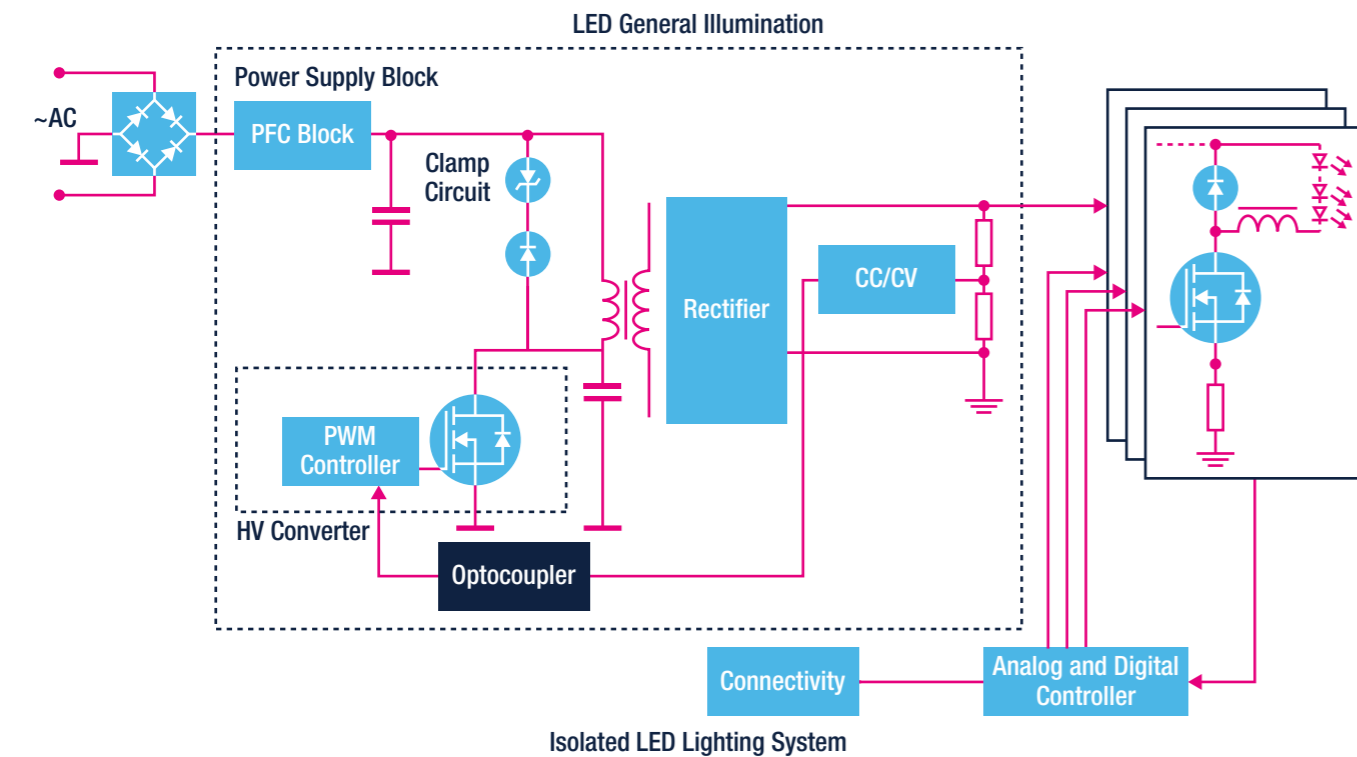 LED General Illumination
Power Supply Block
~AC
PFC Block
Clamp
Circuit
Rectifier
CC/CV
PWM
Controller
HV Converter
Optocoupler
Connectivity
Analog and Digital
Controller
Isolated LED Lighting System